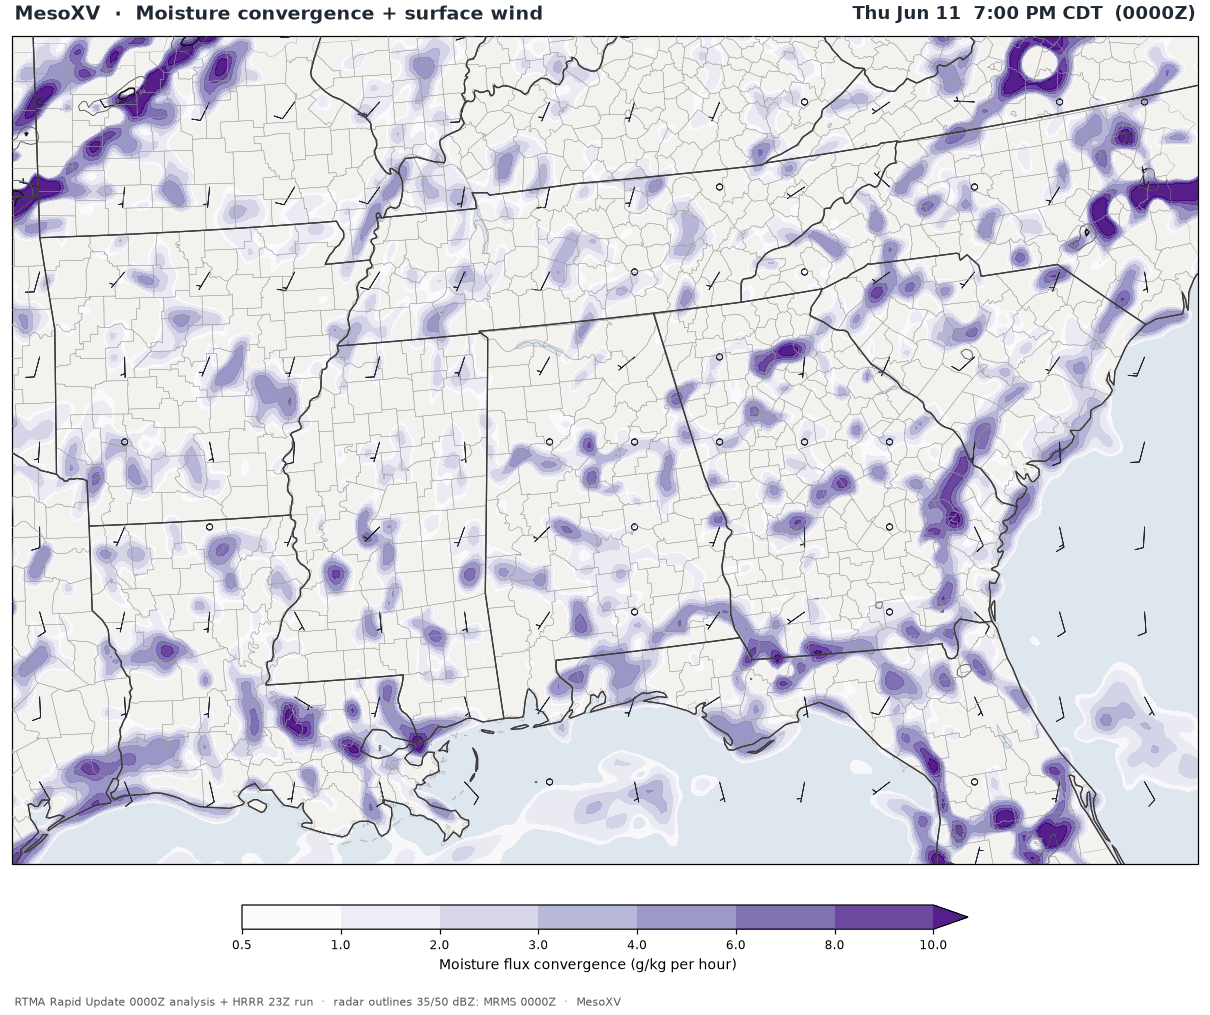 MesoXV · Moisture convergence + surface wind
Thu Jun 11 7:00 PM CDT (0000Z)
0.5 1.0 2.0 3.0 4.0 6.0 8.0 10.0
Moisture flux convergence (g/kg per hour)
RTMA Rapid Update 0000Z analysis + HRRR 23Z run · radar outlines 35/50 dBZ: MRMS 0000Z · MesoXV